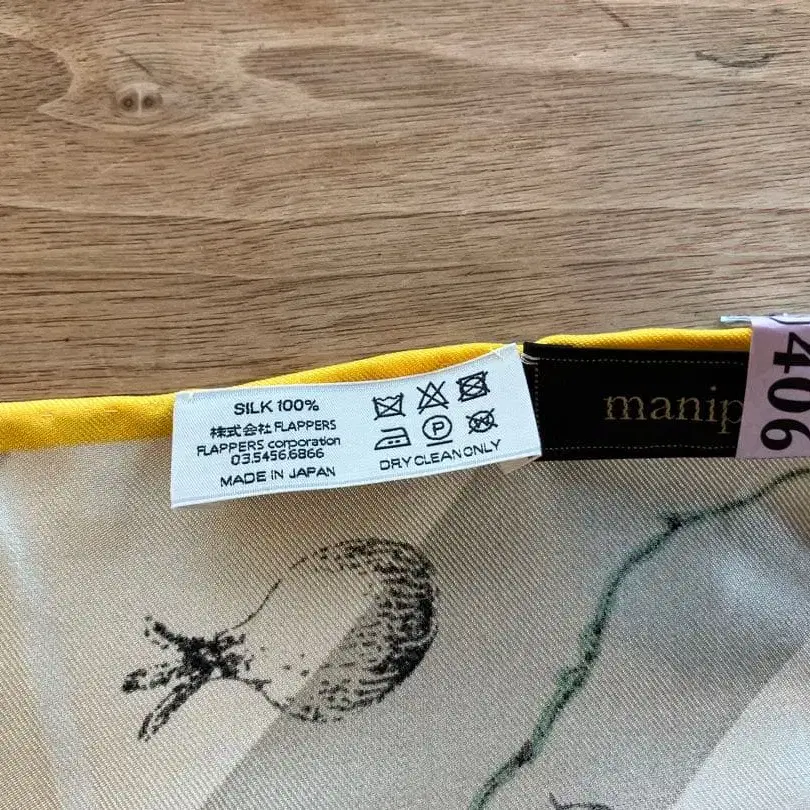 SILK 100%
株式会社 FLAPPERS
FLAPPERS corporation
03.5456.6866
MADE IN JAPAN
P
DRY CLEAN ONLY
manip
406